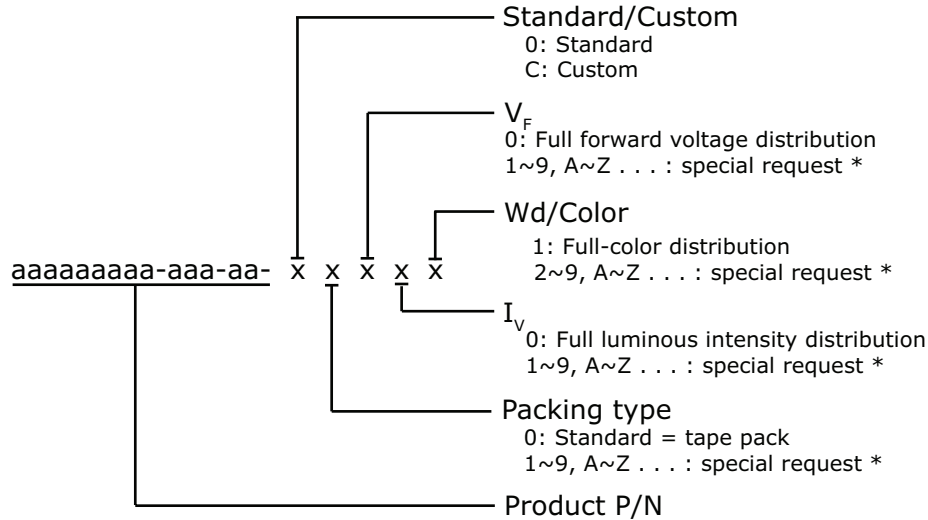 Standard/Custom
0: Standard
C: Custom
VF
0: Full forward voltage distribution
1~9, A~Z . . . : special request *
Wd/Color
1: Full-color distribution
2~9, A~Z . . . : special request *
aaaaaaaaa-aaa-aa- x x x x x
IV
0: Full luminous intensity distribution
1~9, A~Z . . . : special request *
Packing type
0: Standard = tape pack
1~9, A~Z . . . : special request *
Product P/N